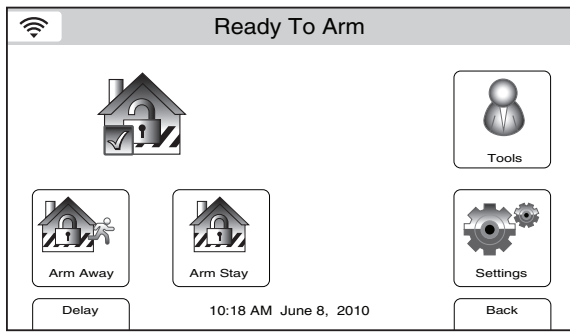 Ready To Arm
Tools
Arm Away
Arm Stay
Settings
Delay
10:18 AM June 8, 2010
Back